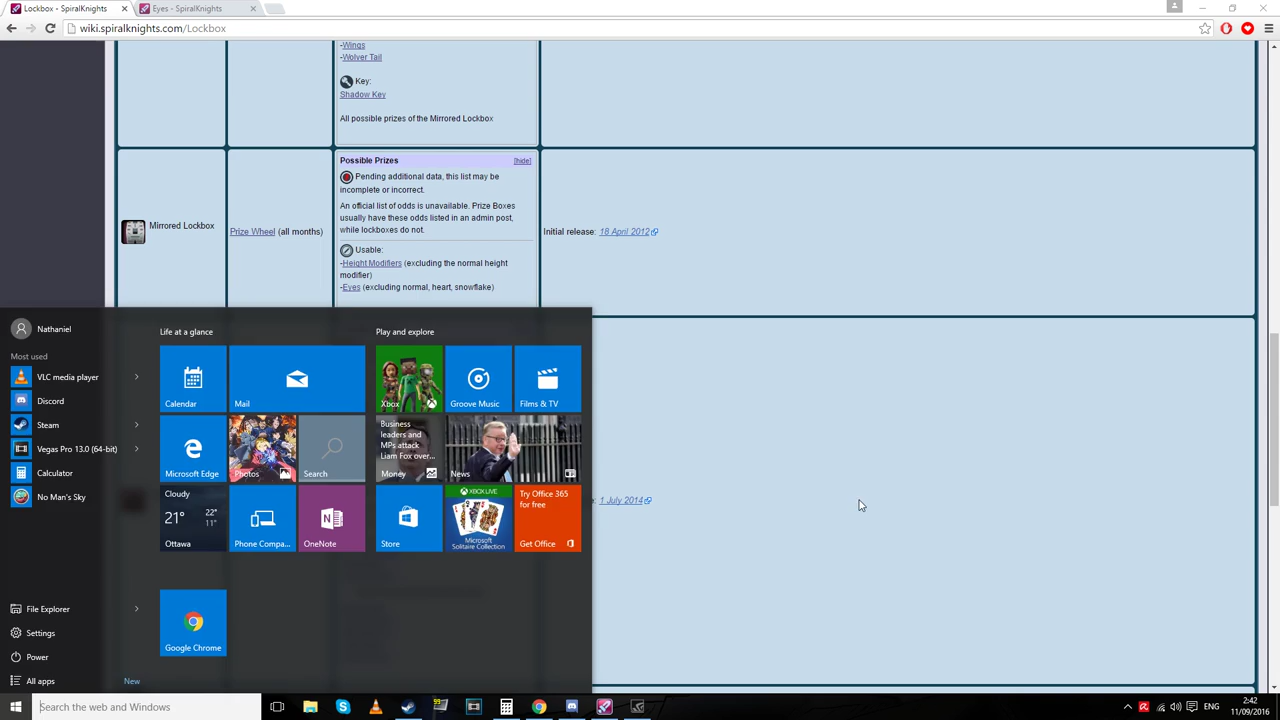 Lockbox - SpiralKnights
Eyes - SpiralKnights
wiki.spiralknights.com/Lockbox
-Wings
-Wolver Tail
Key:
Shadow Key
All possible prizes of the Mirrored Lockbox
Mirrored Lockbox
Prize Wheel (all months)
Possible Prizes
[hide]
Pending additional data, this list may be
incomplete or incorrect.
An official list of odds is unavailable. Prize Boxes
usually have these odds listed in an admin post,
while lockboxes do not.
Usable:
-Height Modifiers (excluding the normal height
modifier)
-Eyes (excluding normal, heart, snowflake)
Initial release: 18 April 2012
1 July 2014
Nathaniel
Most used
VLC media player
Discord
Steam
Vegas Pro 13.0 (64-bit)
Calculator
No Man's Sky
File Explorer
Settings
Power
All apps
New
Life at a glance
Calendar
Mail
Microsoft Edge
Photos
Search
Cloudy
21° 22°
11°
Ottawa
Phone Compa...
OneNote
Google Chrome
Play and explore
Xbox
Groove Music
Films & TV
Business
leaders and
MPs attack
Liam Fox over...
Money
News
Store
XBOX LIVE
Microsoft
Solitaire Collection
Try Office 365
for free
Get Office
Search the web and Windows
99
ENG
2:42
11/09/2016